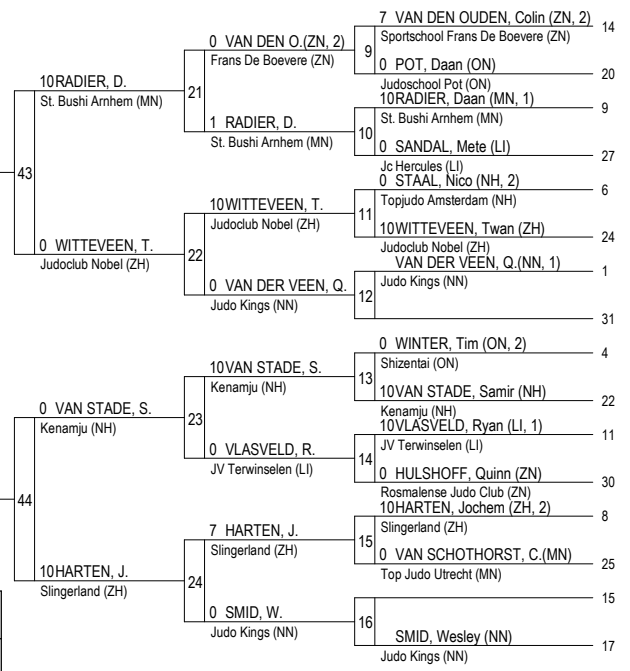 7 VAN DEN OUDEN, Colin (ZN, 2) 14
Sportschool Frans De Boevere (ZN)
9
0 POT, Daan (ON) 20
Judoschool Pot (ON)
0 VAN DEN O.(ZN, 2)
Frans De Boevere (ZN)
21
1 RADIER, D.
St. Bushi Arnhem (MN)
10RADIER, Daan (MN, 1) 9
St. Bushi Arnhem (MN)
10
0 SANDAL, Mete (LI) 27
Jc Hercules (LI)
10RADIER, D.
St. Bushi Arnhem (MN)
43
0 WITTEVEEN, T.
Judoclub Nobel (ZH)
0 STAAL, Nico (NH, 2) 6
Topjudo Amsterdam (NH)
11
10WITTEVEEN, Twan (ZH) 24
Judoclub Nobel (ZH)
10WITTEVEEN, T.
Judoclub Nobel (ZH)
22
0 VAN DER VEEN, Q.
Judo Kings (NN)
VAN DER VEEN, Q.(NN, 1) 1
Judo Kings (NN)
12
31
0 WINTER, Tim (ON, 2) 4
Shizentai (ON)
13
10VAN STADE, Samir (NH) 22
Kenamju (NH)
10VAN STADE, S.
Kenamju (NH)
23
0 VLASVELD, R.
JV Terwinselen (LI)
10VLASVELD, Ryan (LI, 1) 11
JV Terwinselen (LI)
14
0 HULSHOFF, Quinn (ZN) 30
Rosmalense Judo Club (ZN)
0 VAN STADE, S.
Kenamju (NH)
44
10HARTEN, J.
Slingerland (ZH)
10HARTEN, Jochem (ZH, 2) 8
Slingerland (ZH)
15
0 VAN SCHOTHORST, C.(MN) 25
Top Judo Utrecht (MN)
7 HARTEN, J.
Slingerland (ZH)
24
0 SMID, W.
Judo Kings (NN)
15
16
SMID, Wesley (NN) 17
Judo Kings (NN)